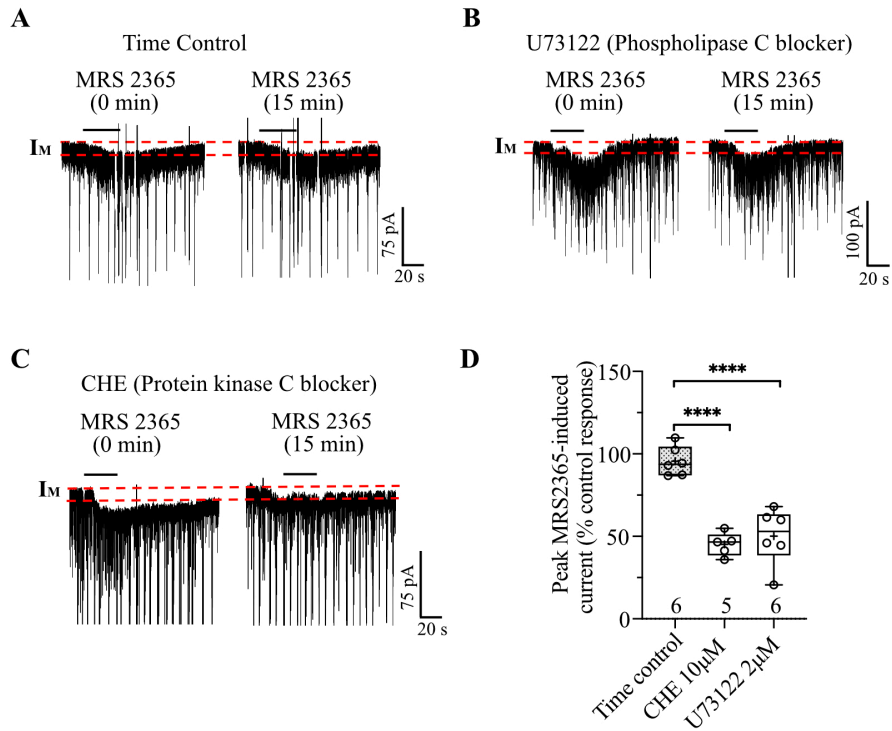 A
Time Control
MRS 2365
(0 min)
MRS 2365
(15 min)
IM
75 pA
20 s
B
U73122 (Phospholipase C blocker)
MRS 2365
(0 min)
MRS 2365
(15 min)
IM
100 pA
20 s
C
CHE (Protein kinase C blocker)
MRS 2365
(0 min)
MRS 2365
(15 min)
IM
75 pA
20 s
D
Peak MRS2365-induced
current (% control response)
150
100
50
0
****
****
6
5
6
Time control
CHE 10μM
U73122 2μM